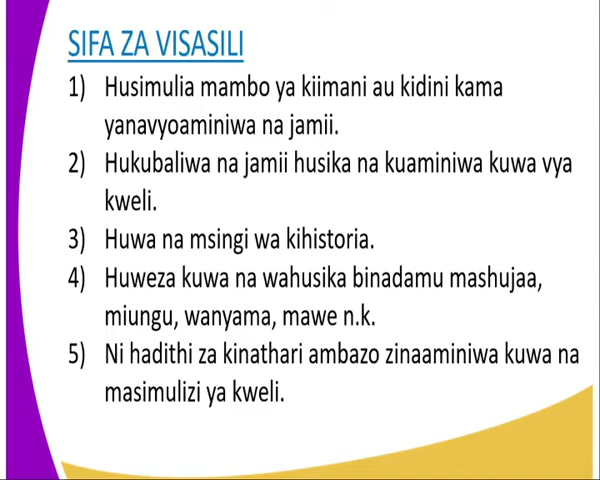 SIFA ZA VISASILI
1) Husimulia mambo ya kiimani au kidini kama
yanavyoaminiwa na jamii.
2) Hukubaliwa na jamii husika na kuaminiwa kuwa vya
kweli.
3) Huwa na msingi wa kihistoria.
4) Huweza kuwa na wahusika binadamu mashujaa,
miungu, wanyama, mawe n.k.
5) Ni hadithi za kinathari ambazo zinaaminiwa kuwa na
masimulizi ya kweli.